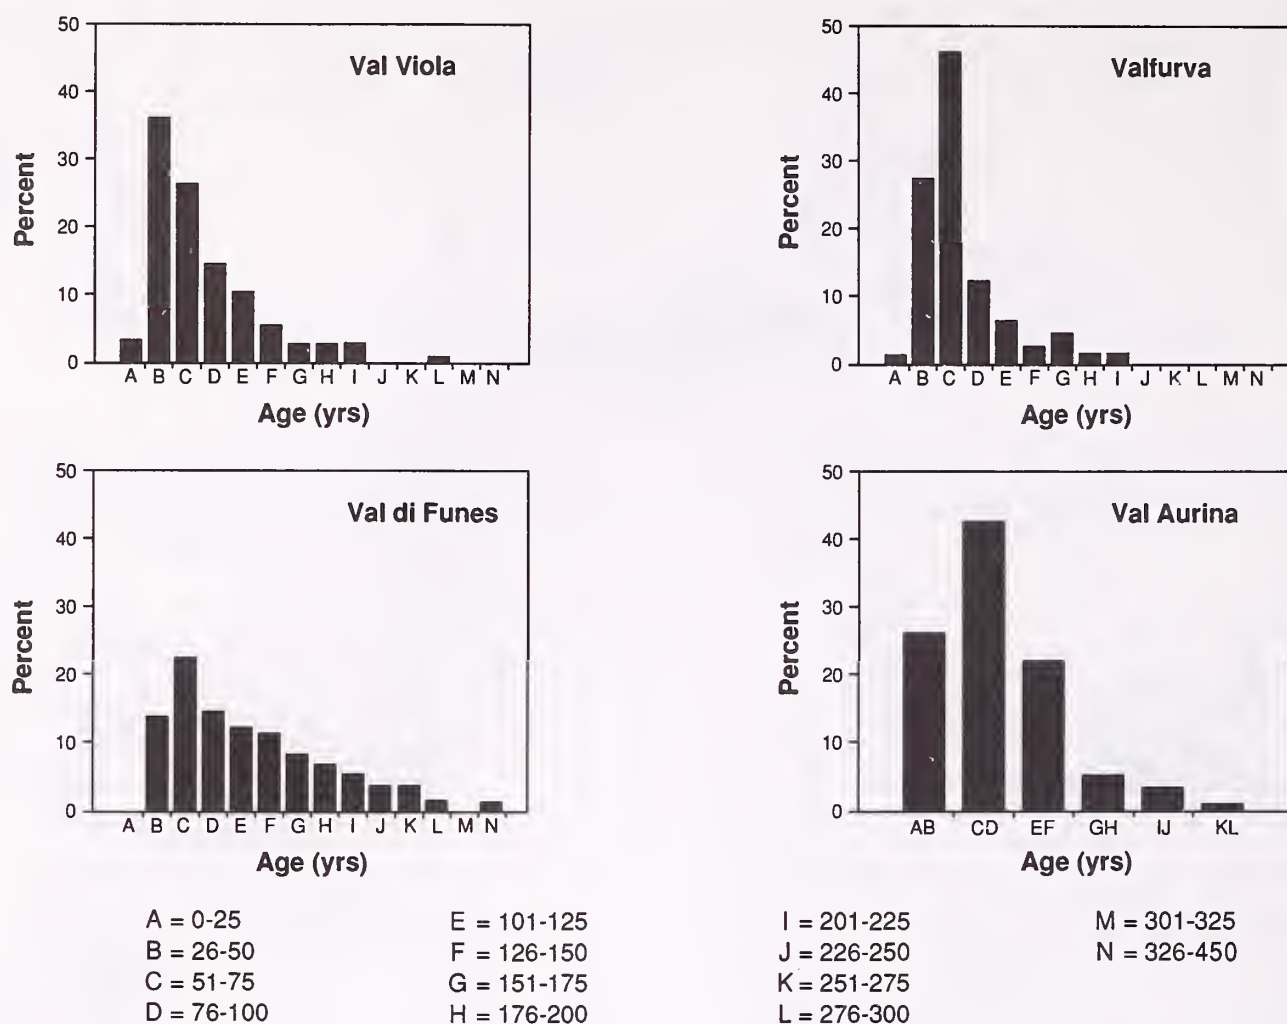 Val Viola
50
40
30
20
10
0
Percent
A B C D E F G H I J K L M N
Age (yrs)
Valfurva
50
40
30
20
10
0
Percent
A B C D E F G H I J K L M N
Age (yrs)
Val di Funes
50
40
30
20
10
0
Percent
A B C D E F G H I J K L M N
Age (yrs)
Val Aurina
50
40
30
20
10
0
Percent
AB CD EF GH IJ KL
Age (yrs)
A = 0-25
B = 26-50
C = 51-75
D = 76-100
E = 101-125
F = 126-150
G = 151-175
H = 176-200
I = 201-225
J = 226-250
K = 251-275
L = 276-300
M = 301-325
N = 326-450